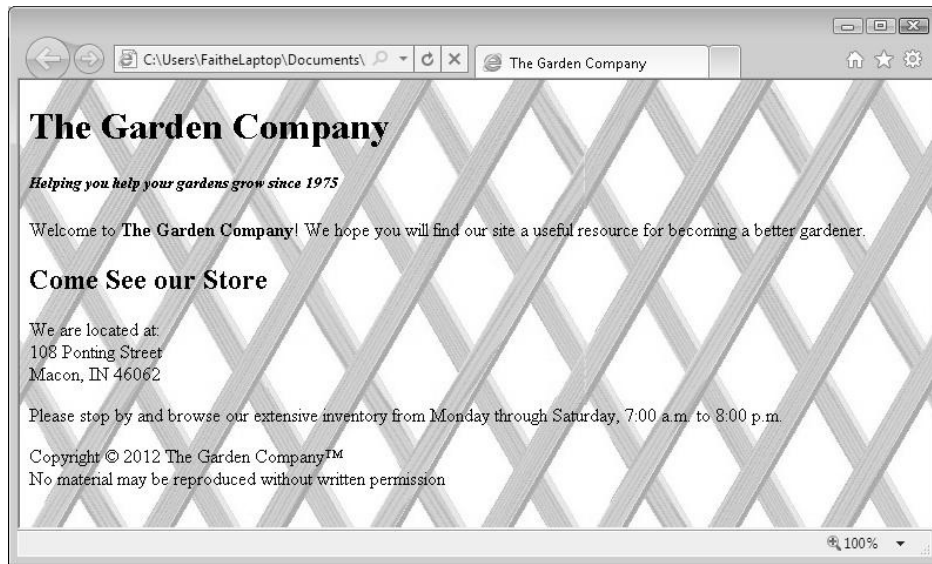 C:\Users\FaitheLaptop\Documents\
The Garden Company
The Garden Company
Helping you help your gardens grow since 1975
Welcome to The Garden Company! We hope you will find our site a useful resource for becoming a better gardener.
Come See our Store
We are located at:
108 Ponting Street
Macon, IN 46062
Please stop by and browse our extensive inventory from Monday through Saturday, 7:00 a.m. to 8:00 p.m.
Copyright © 2012 The Garden Company™
No material may be reproduced without written permission
100%